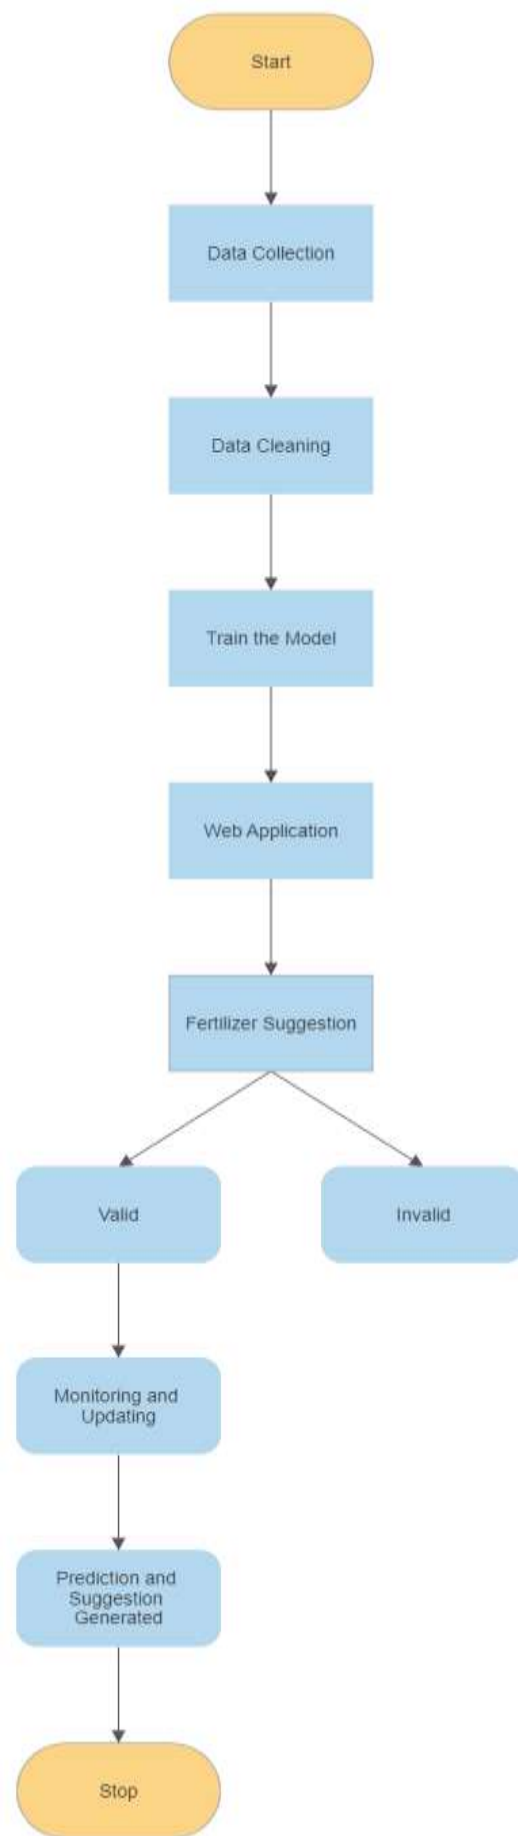 Start
Data Collection
Data Cleaning
Train the Model
Web Application
Fertilizer Suggestion
Valid
Invalid
Monitoring and
Updating
Prediction and
Suggestion
Generated
Stop